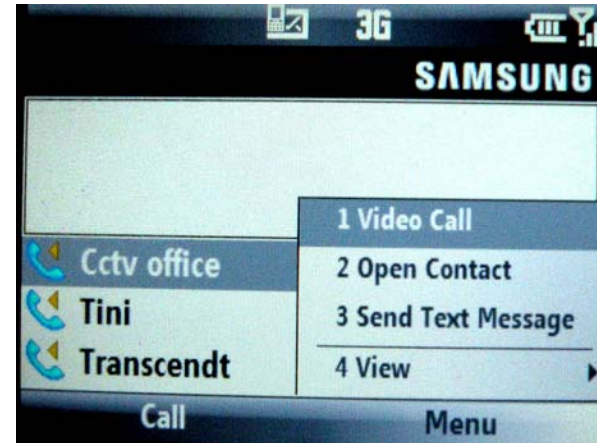 3G
SAMSUNG
1 Video Call
Cctv office
2 Open Contact
Tini
3 Send Text Message
Transcendt
4 View
Call
Menu